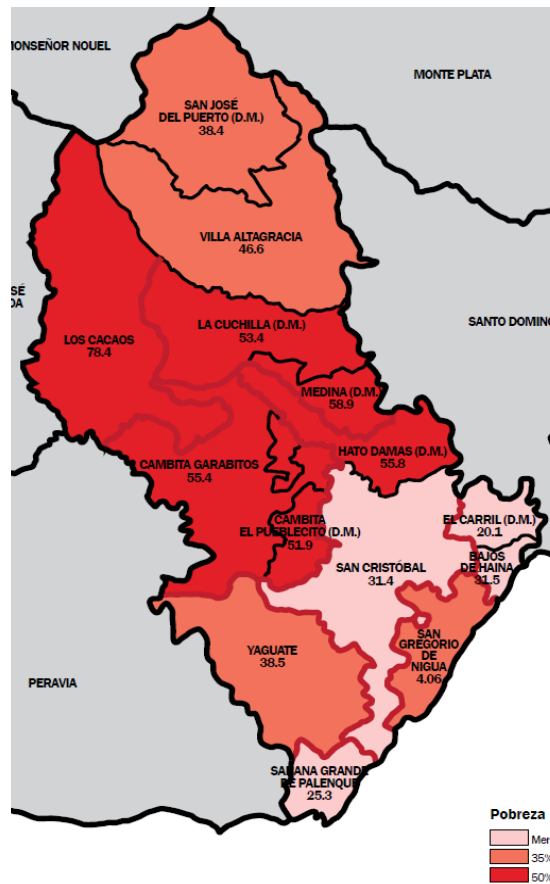 MONSEÑOR NOUEL
MONTE PLATA
SAN JOSÉ
DEL PUERTO (D.M.)
38.4
VILLA ALTAGRACIA
46.6
LA CUCHILLA (D.M.)
53.4
SANTO DOMINGO
LOS CACAOS
78.4
MEDINA (D.M.)
58.9
HATO DAMAS (D.M.)
55.8
CAMBITA GARABITOS
55.4
CAMBITA
EL PUEBLECITO (D.M.)
51.9
EL CARRIL (D.M.)
20.1
BAJOS
DE HAINA
31.5
SAN CRISTÓBAL
31.4
SAN
GREGORIO
DE
NIGUA
4.06
YAGUATE
38.5
PERAVIA
SABANA GRANDE
DE PALENQUE
25.3
Pobreza
35%
50%